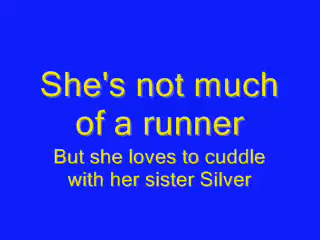 She's not much
of a runner
But she loves to cuddle
with her sister Silver